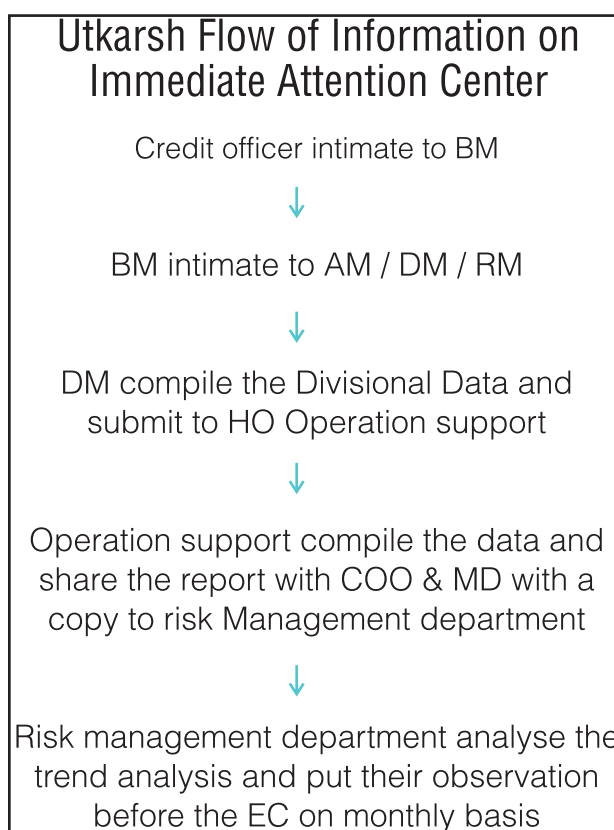 Utkarsh Flow of Information on
Immediate Attention Center
Credit officer intimate to BM
BM intimate to AM / DM / RM
DM compile the Divisional Data and
submit to HO Operation support
Operation support compile the data and
share the report with COO & MD with a
copy to risk Management department
Risk management department analyse the
trend analysis and put their observation
before the EC on monthly basis